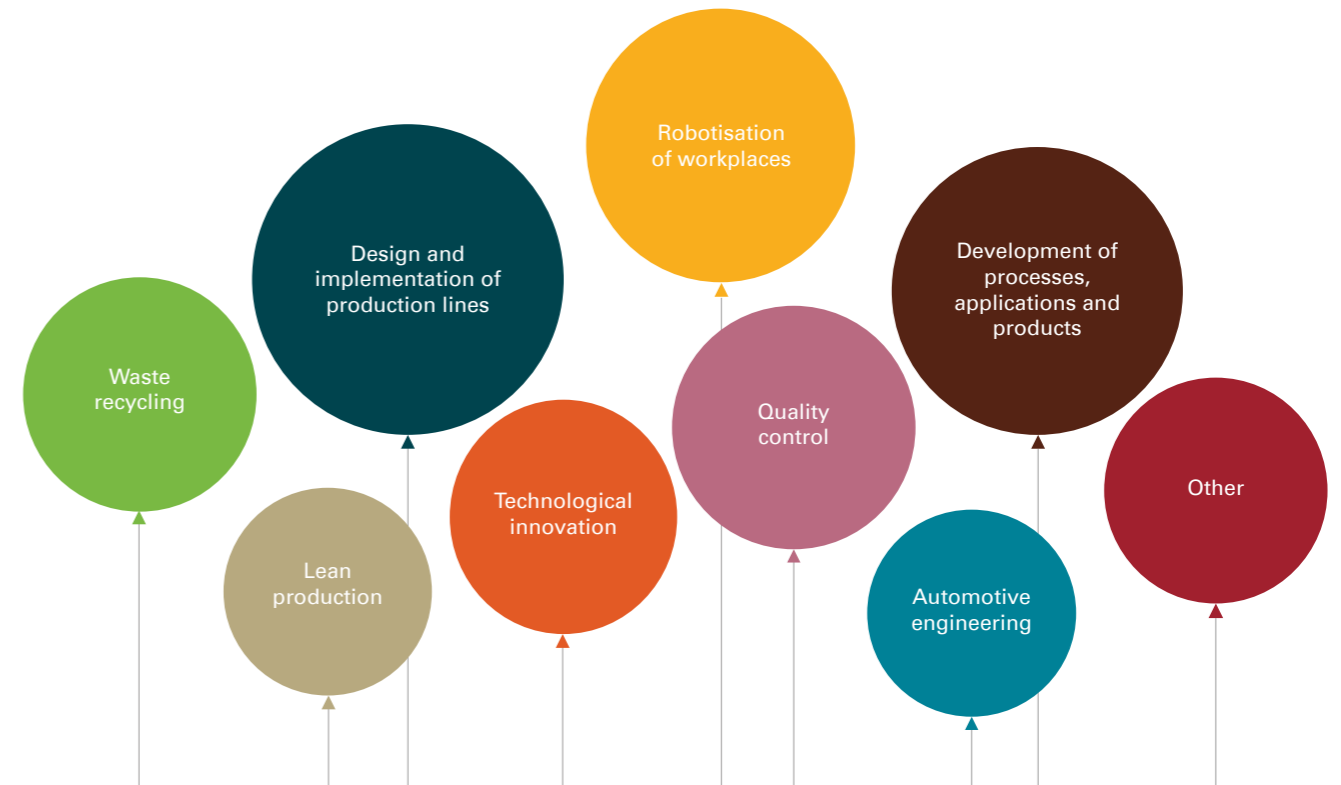 Robotisation
of workplaces
Design and
implementation of
production lines
Development of
processes,
applications and
products
Waste
recycling
Quality
control
Technological
innovation
Other
Lean
production
Automotive
engineering